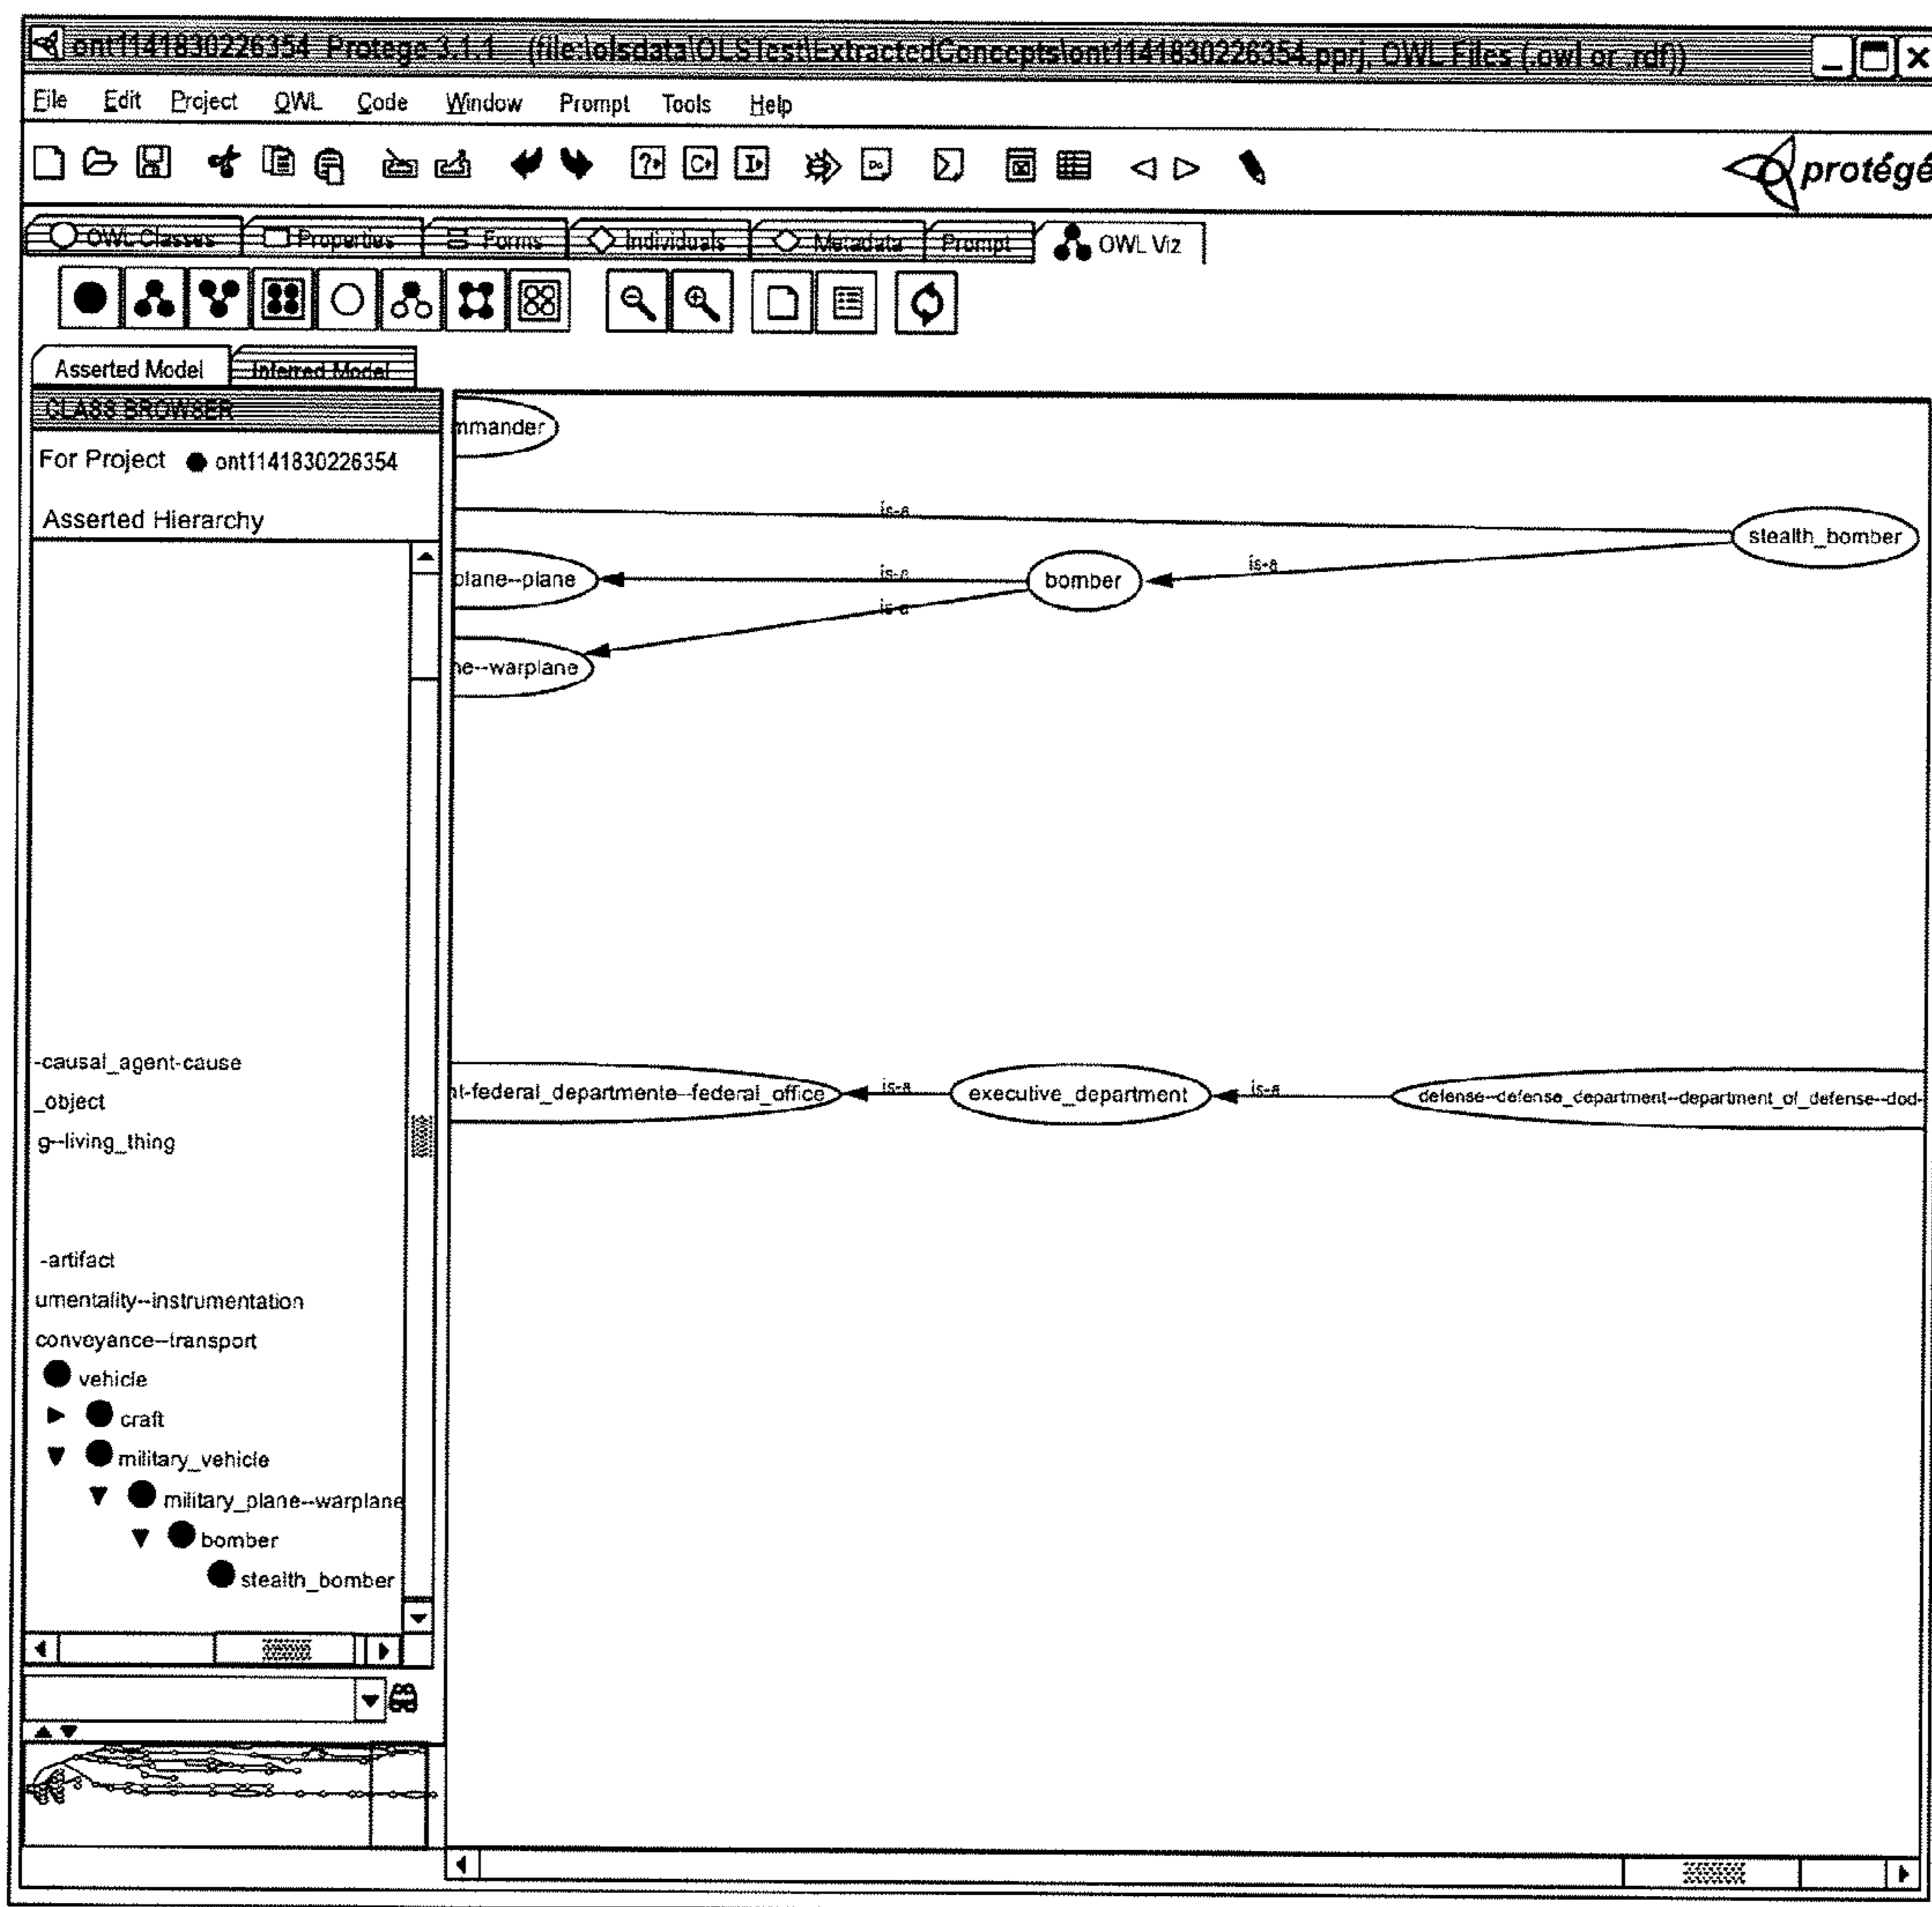 ont1141830226354 Protege 3.1.1 (file:\olsdata\OLSTest\ExtractedConcepts\ont1141830226354.pprj, OWL Files (.owl or .rdf))
File Edit Project OWL Code Window Prompt Tools Help
protégé
OWL Classes Properties Forms Individuals Metadata Prompt OWL Viz
Asserted Model Inferred Model
CLASS BROWSER
For Project ont1141830226354
Asserted Hierarchy
-causal_agent-cause
_object
g--living_thing
-artifact
umentality--instrumentation
conveyance--transport
vehicle
craft
military_vehicle
military_plane--warplane
bomber
stealth_bomber
mmander
is-a
stealth_bomber
plane--plane
is-a
bomber
is-a
is-a
ne--warplane
nt-federal_departmente--federal_office
is-a
executive_department
is-a
defense--defense_department--department_of_defense--dod-